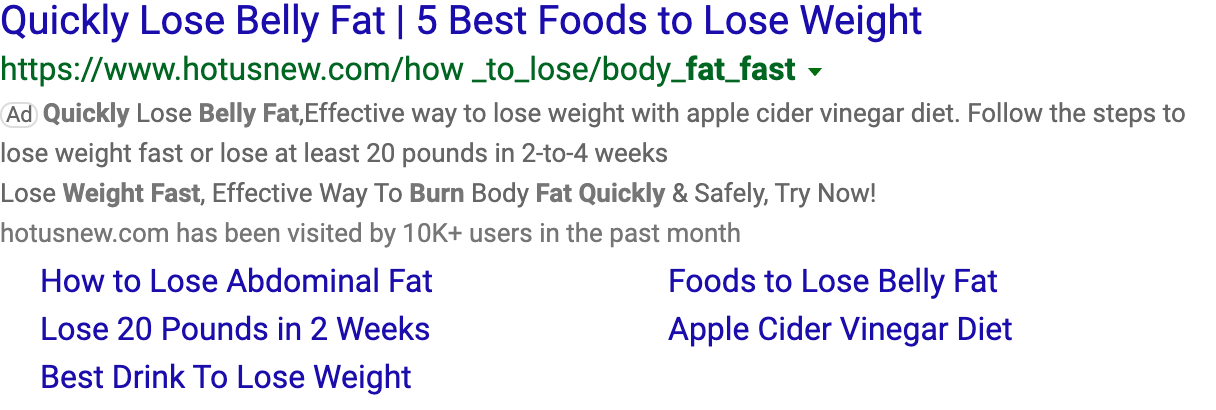 Quickly Lose Belly Fat | 5 Best Foods to Lose Weight
https://www.hotusnew.com/how _to_lose/body_fat_fast
Ad Quickly Lose Belly Fat,Effective way to lose weight with apple cider vinegar diet. Follow the steps to
lose weight fast or lose at least 20 pounds in 2-to-4 weeks
Lose Weight Fast, Effective Way To Burn Body Fat Quickly & Safely, Try Now!
hotusnew.com has been visited by 10K+ users in the past month
How to Lose Abdominal Fat
Foods to Lose Belly Fat
Lose 20 Pounds in 2 Weeks
Apple Cider Vinegar Diet
Best Drink To Lose Weight